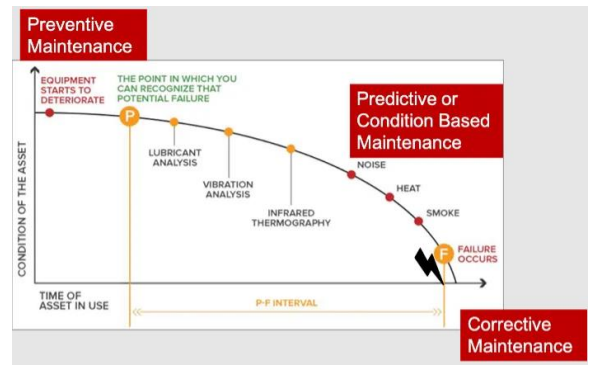 Preventive
Maintenance
EQUIPMENT
STARTS TO
DETERIORATE
THE POINT IN WHICH YOU
CAN RECOGNIZE THAT
POTENTIAL FAILURE
P
Predictive or
Condition Based
Maintenance
LUBRICANT
ANALYSIS
VIBRATION
ANALYSIS
INFRARED
THERMOGRAPHY
NOISE
HEAT
SMOKE
F
FAILURE
OCCURS
CONDITION OF THE ASSET
TIME OF
ASSET IN USE
P-F INTERVAL
Corrective
Maintenance